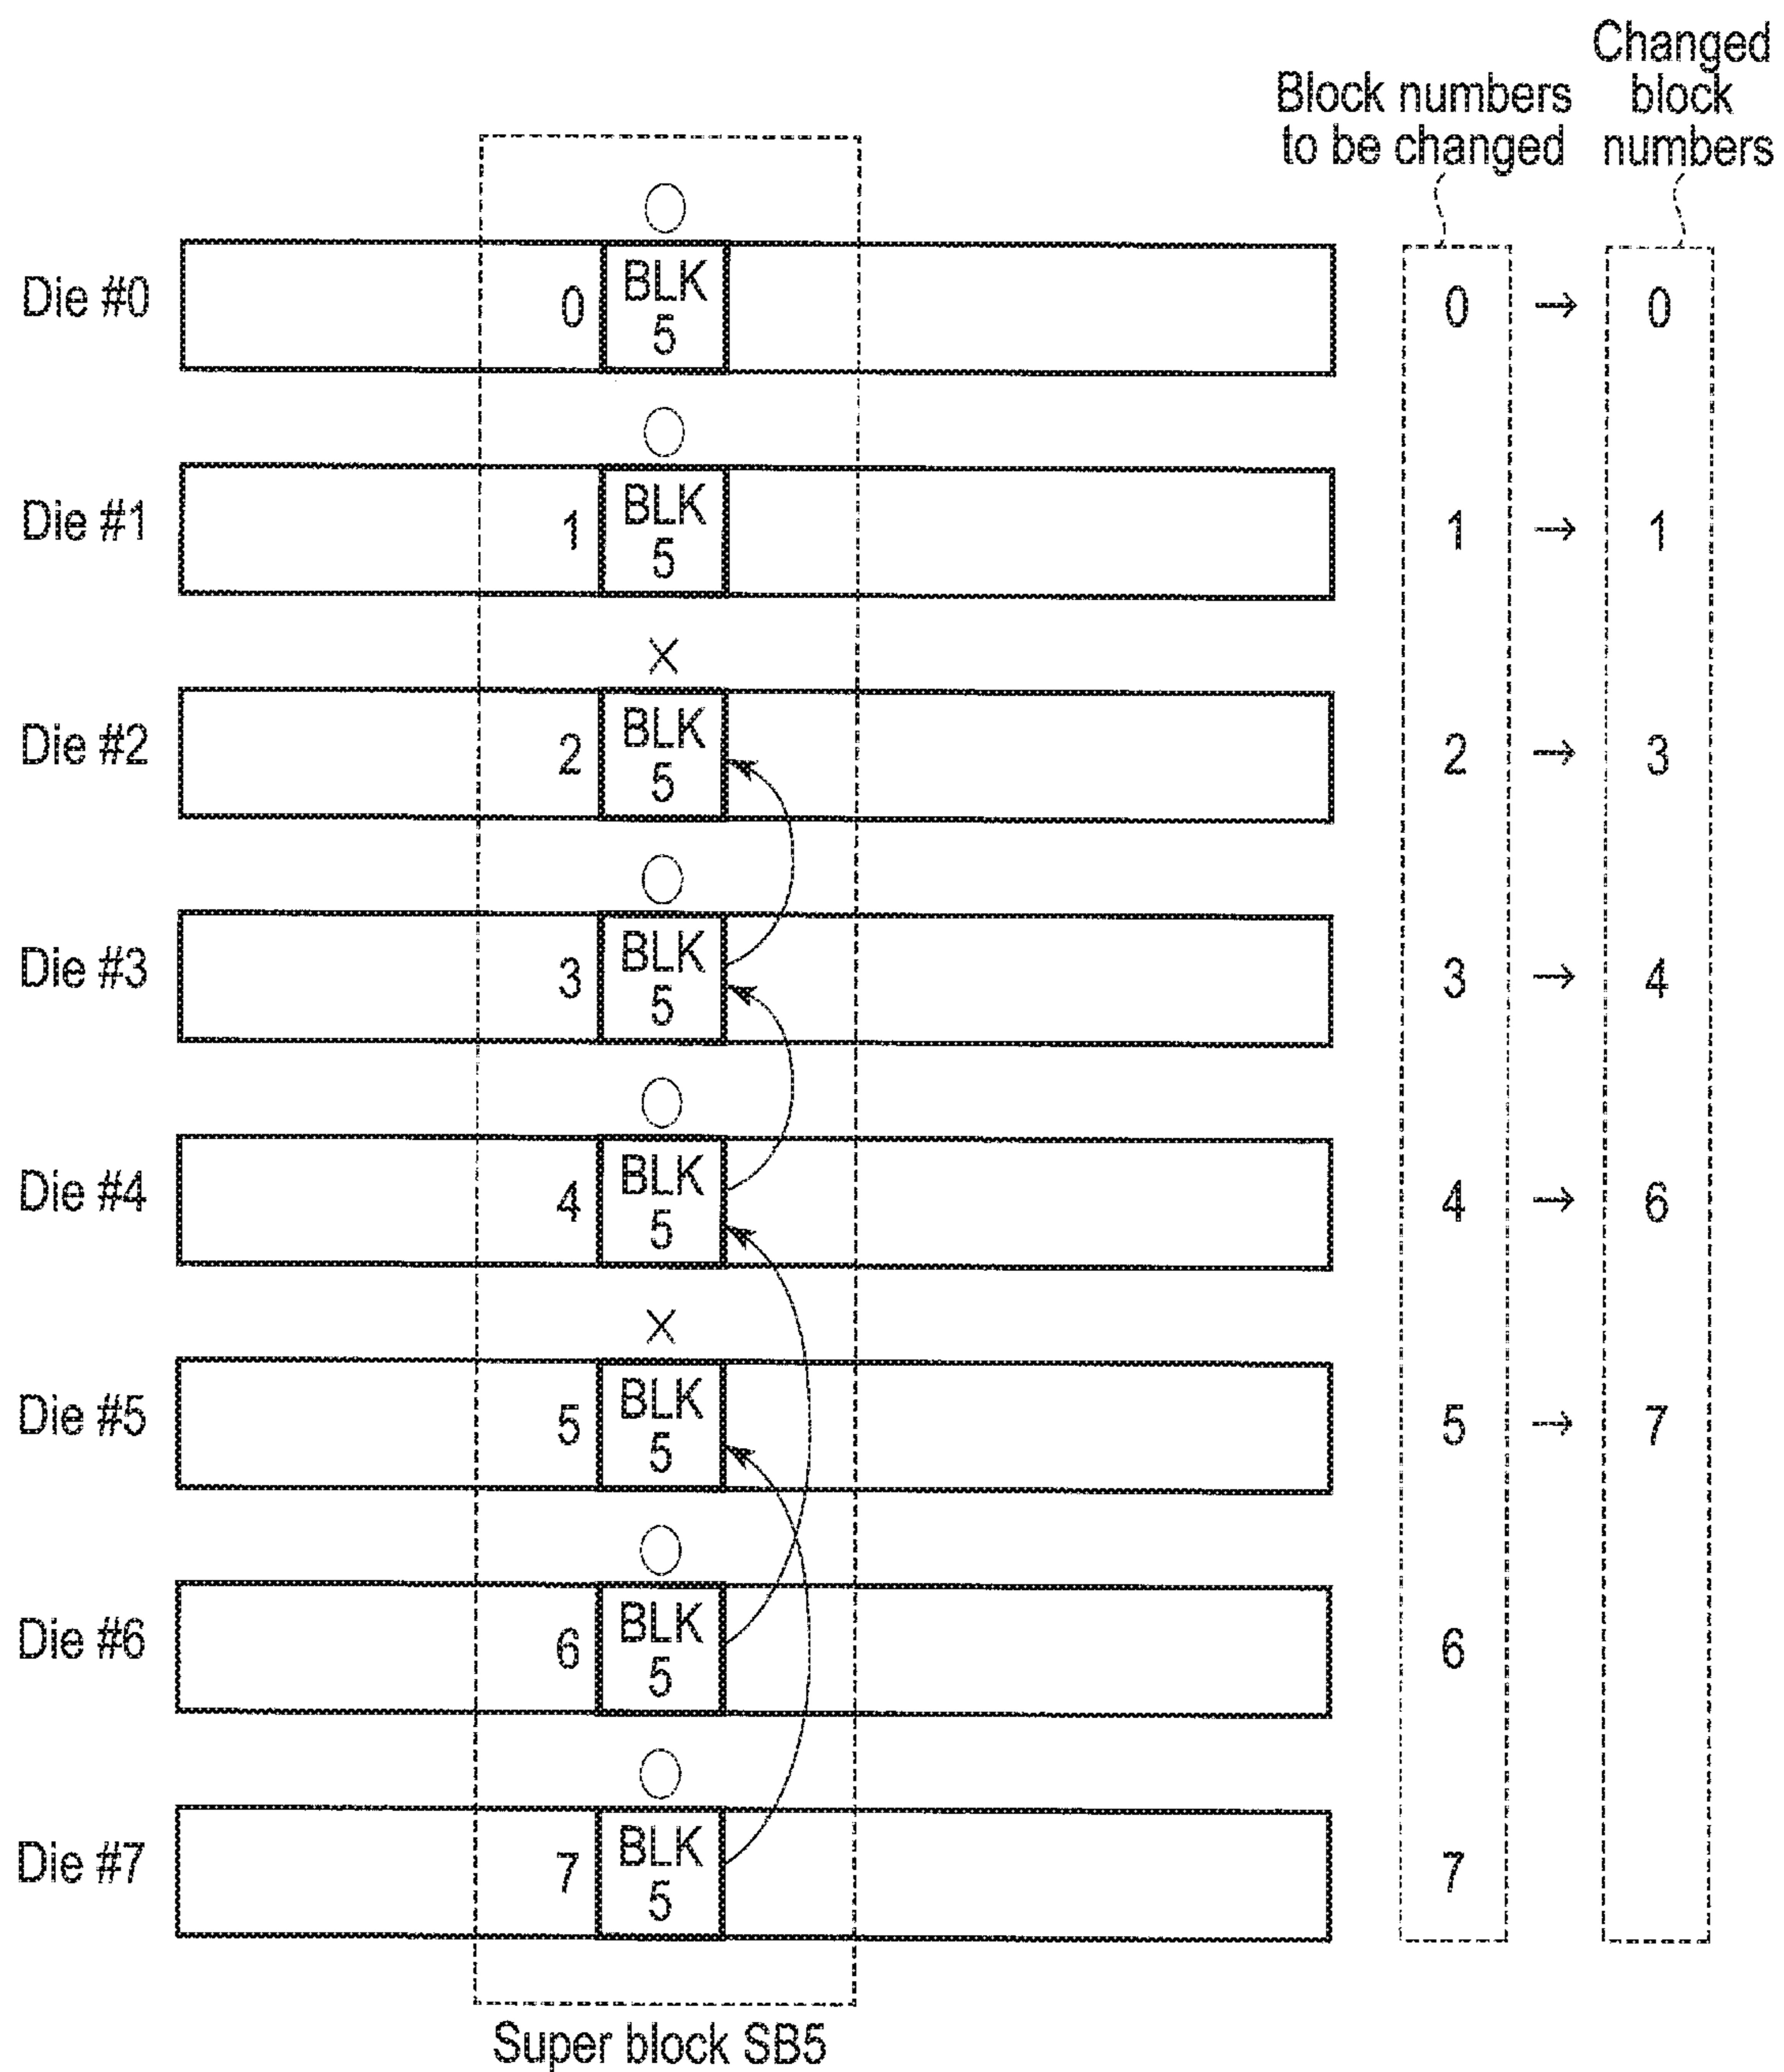 Changed
Block numbers block
to be changed numbers
BLK
Die #0 0 5 0 → 0
BLK
Die #1 1 5 1 → 1
×
BLK
Die #2 2 5 2 → 3
BLK
Die #3 3 5 3 → 4
BLK
Die #4 4 5 4 → 6
×
BLK
Die #5 5 5 5 → 7
BLK
Die #6 6 5 6
BLK
Die #7 7 5 7
Super block SB5